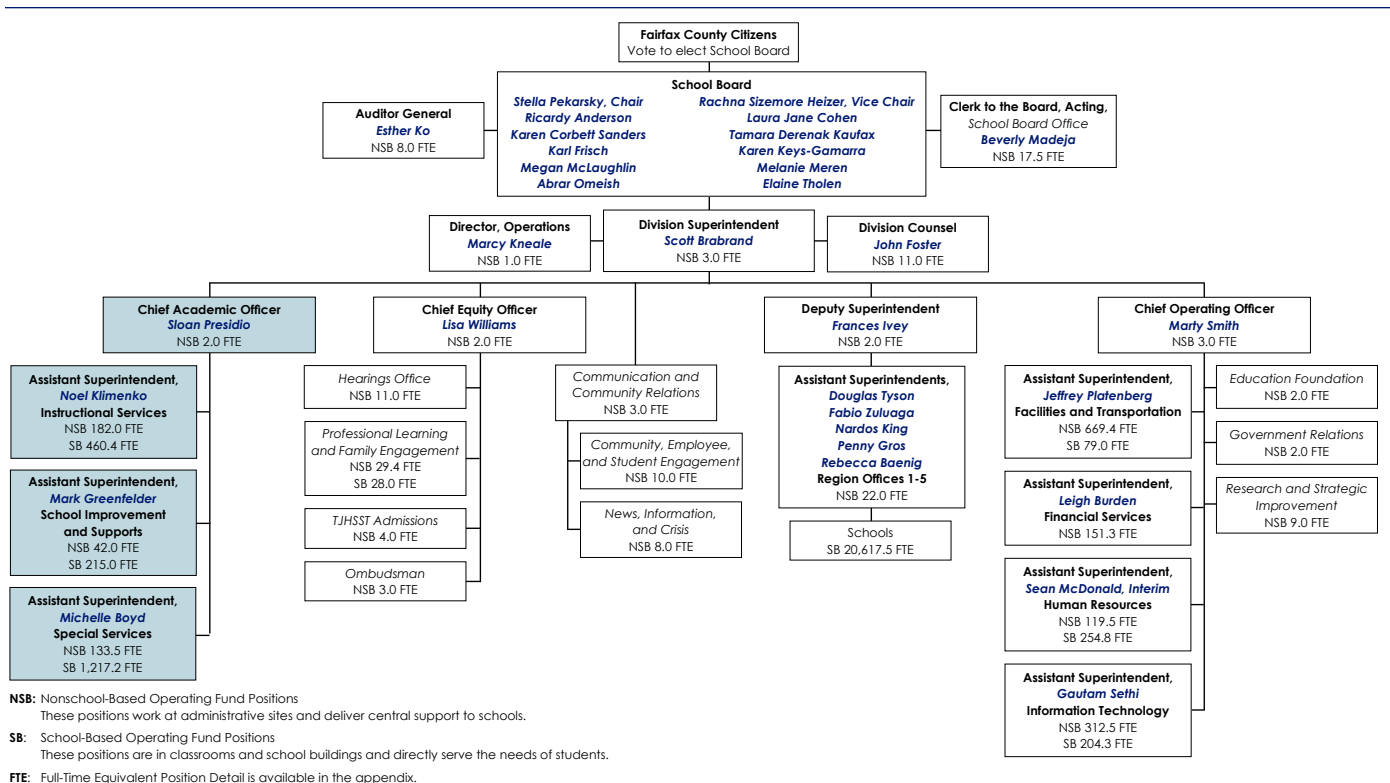 Fairfax County Citizens
Vote to elect School Board
School Board
Stella Pekarsky, Chair
Ricardy Anderson
Karen Corbett Sanders
Karl Frisch
Megan McLaughlin
Abrar Omeish
Rachna Sizemore Heizer, Vice Chair
Laura Jane Cohen
Tamara Derenak Kaufax
Karen Keys-Gamarra
Melanie Meren
Elaine Tholen
Auditor General
Esther Ko
NSB 8.0 FTE
Clerk to the Board, Acting,
School Board Office
Beverly Madeja
NSB 17.5 FTE
Director, Operations
Marcy Kneale
NSB 1.0 FTE
Division Superintendent
Scott Brabrand
NSB 3.0 FTE
Division Counsel
John Foster
NSB 11.0 FTE
Chief Academic Officer
Sloan Presidio
NSB 2.0 FTE
Assistant Superintendent,
Noel Klimenko
Instructional Services
NSB 182.0 FTE
SB 460.4 FTE
Assistant Superintendent,
Mark Greenfelder
School Improvement
and Supports
NSB 42.0 FTE
SB 215.0 FTE
Assistant Superintendent,
Michelle Boyd
Special Services
NSB 133.5 FTE
SB 1,217.2 FTE
Chief Equity Officer
Lisa Williams
NSB 2.0 FTE
Hearings Office
NSB 11.0 FTE
Professional Learning
and Family Engagement
NSB 29.4 FTE
SB 28.0 FTE
TJHSST Admissions
NSB 4.0 FTE
Ombudsman
NSB 3.0 FTE
Communication and
Community Relations
NSB 3.0 FTE
Community, Employee,
and Student Engagement
NSB 10.0 FTE
News, Information,
and Crisis
NSB 8.0 FTE
Deputy Superintendent
Frances Ivey
NSB 2.0 FTE
Assistant Superintendents,
Douglas Tyson
Fabio Zuluaga
Nardos King
Penny Gros
Rebecca Baenig
Region Offices 1-5
NSB 22.0 FTE
Schools
SB 20,617.5 FTE
Chief Operating Officer
Marty Smith
NSB 3.0 FTE
Assistant Superintendent,
Jeffrey Platenberg
Facilities and Transportation
NSB 669.4 FTE
SB 79.0 FTE
Assistant Superintendent,
Leigh Burden
Financial Services
NSB 151.3 FTE
Assistant Superintendent,
Sean McDonald, Interim
Human Resources
NSB 119.5 FTE
SB 254.8 FTE
Assistant Superintendent,
Gautam Sethi
Information Technology
NSB 312.5 FTE
SB 204.3 FTE
Education Foundation
NSB 2.0 FTE
Government Relations
NSB 2.0 FTE
Research and Strategic
Improvement
NSB 9.0 FTE
NSB: Nonschool-Based Operating Fund Positions
These positions work at administrative sites and deliver central support to schools.
SB: School-Based Operating Fund Positions
These positions are in classrooms and school buildings and directly serve the needs of students.
FTE: Full-Time Equivalent Position Detail is available in the appendix.